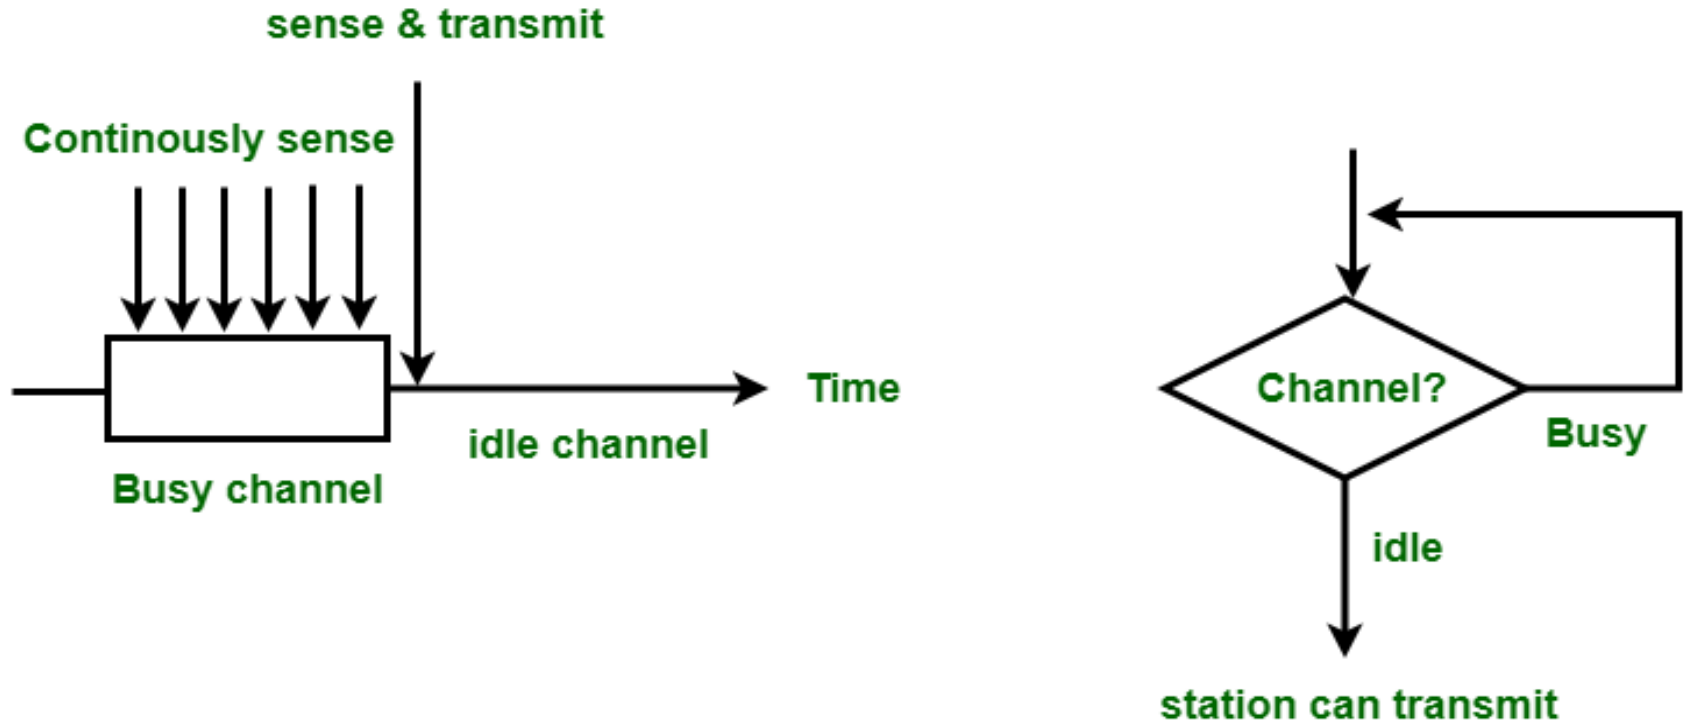 sense & transmit
Continously sense
Time
idle channel
Busy channel
Channel?
Busy
idle
station can transmit